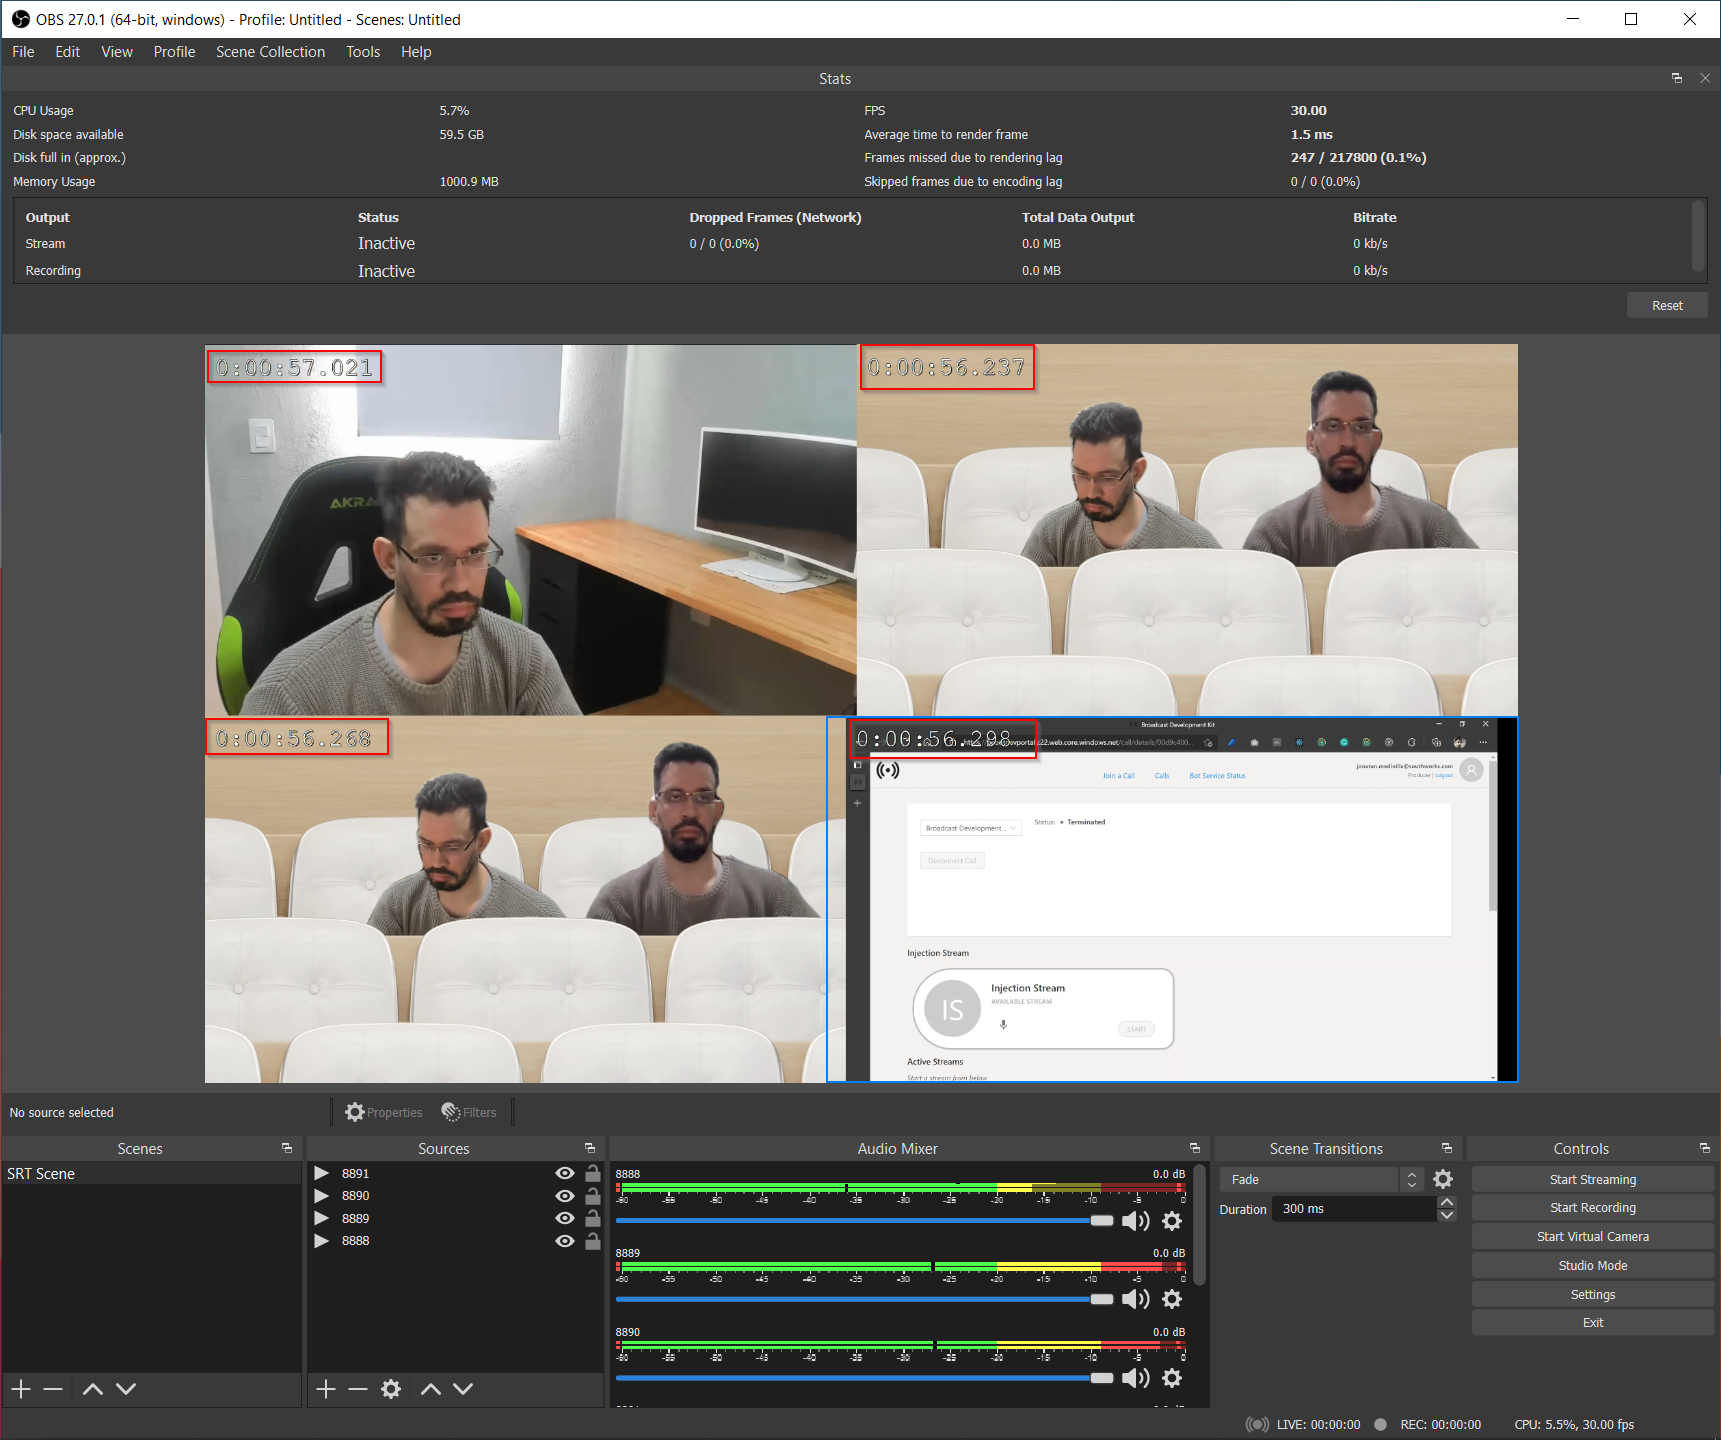 OBS 27.0.1 (64-bit, windows) - Profile: Untitled - Scenes: Untitled
File Edit View Profile Scene Collection Tools Help
Stats
CPU Usage 5.7% FPS 30.00
Disk space available 59.5 GB Average time to render frame 1.5 ms
Disk full in (approx.) Frames missed due to rendering lag 247 / 217800 (0.1%)
Memory Usage 1000.9 MB Skipped frames due to encoding lag 0 / 0 (0.0%)
Output Status Dropped Frames (Network) Total Data Output Bitrate
Stream Inactive 0 / 0 (0.0%) 0.0 MB 0 kb/s
Recording Inactive 0.0 MB 0 kb/s
Reset
0:00:57.021
0:00:56.237
AKRA
0:00:56.268
Broadcast Development Kit
0:00:56.298
Join a Call Calls Bot Service Status
jonatan.medinilla@southworks.com
Producer | Logout
Broadcast Development... Status: • Terminated
Disconnect Call
Injection Stream
IS
Injection Stream
AVAILABLE STREAM
START
Active Streams
Start a stream from below
No source selected Properties Filters
Scenes
SRT Scene
Sources
8891
8890
8889
8888
Audio Mixer
8888 0.0 dB
-60 -55 -50 -45 -40 -35 -30 -25 -20 -15 -10 -5 0
8889 0.0 dB
-60 -55 -50 -45 -40 -35 -30 -25 -20 -15 -10 -5 0
8890 0.0 dB
-60 -55 -50 -45 -40 -35 -30 -25 -20 -15 -10 -5 0
Scene Transitions
Fade
Duration 300 ms
Controls
Start Streaming
Start Recording
Start Virtual Camera
Studio Mode
Settings
Exit
LIVE: 00:00:00 REC: 00:00:00 CPU: 5.5%, 30.00 fps